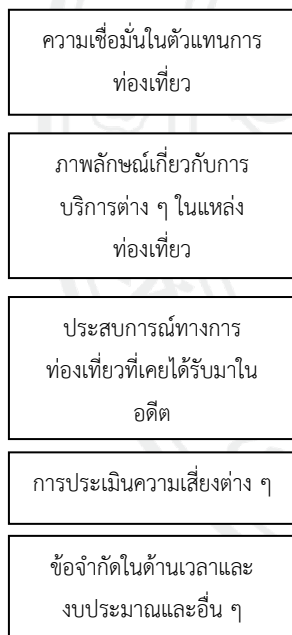 ความเชื่อมั่นในตัวแทนการ
ท่องเที่ยว
ภาพลักษณ์เกี่ยวกับการ
บริการต่าง ๆ ในแหล่ง
ท่องเที่ยว
ประสบการณ์ทางการ
ท่องเที่ยวที่เคยได้รับมาใน
อดีต
การประเมินความเสี่ยงต่าง ๆ
ข้อจำกัดในด้านเวลาและ
งบประมาณและอื่น ๆ